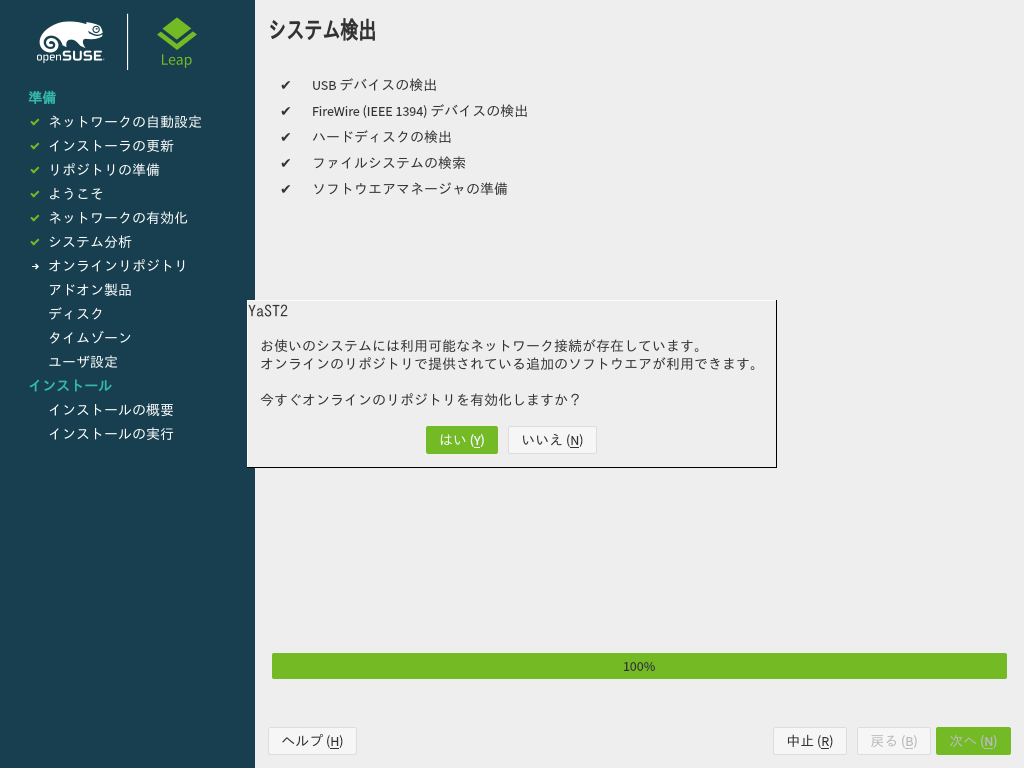 openSUSE
Leap
準備
ネットワークの自動設定
インストーラの更新
リポジトリの準備
ようこそ
ネットワークの有効化
システム分析
オンラインリポジトリ
アドオン製品
ディスク
タイムゾーン
ユーザ設定
インストール
インストールの概要
インストールの実行
システム検出
USB デバイスの検出
FireWire (IEEE 1394) デバイスの検出
ハードディスクの検出
ファイルシステムの検索
ソフトウエアマネージャの準備
YaST2
お使いのシステムには利用可能なネットワーク接続が存在しています。
オンラインのリポジトリで提供されている追加のソフトウエアが利用できます。
今すぐオンラインのリポジトリを有効化しますか？
はい (Y) いいえ (N)
100%
ヘルプ (H) 中止 (R) 戻る (B) 次へ (N)